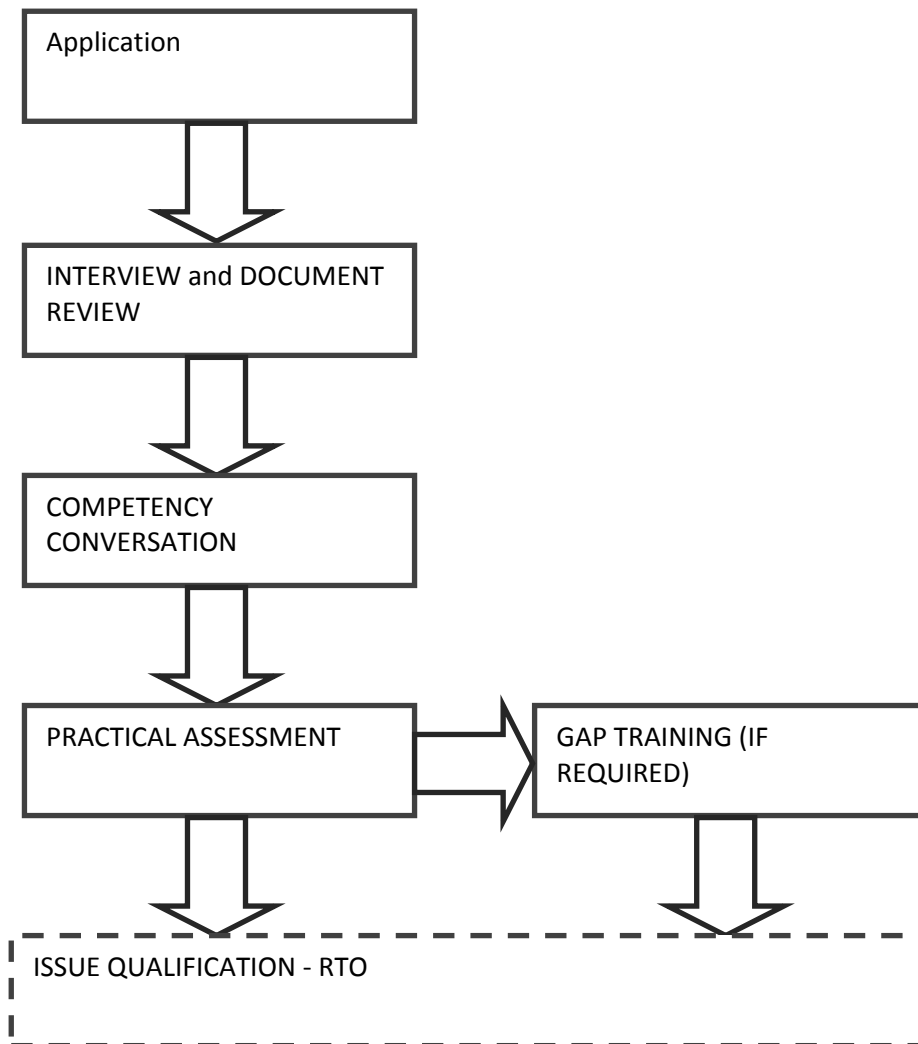 Application
INTERVIEW and DOCUMENT
REVIEW
COMPETENCY
CONVERSATION
PRACTICAL ASSESSMENT
GAP TRAINING (IF
REQUIRED)
ISSUE QUALIFICATION - RTO